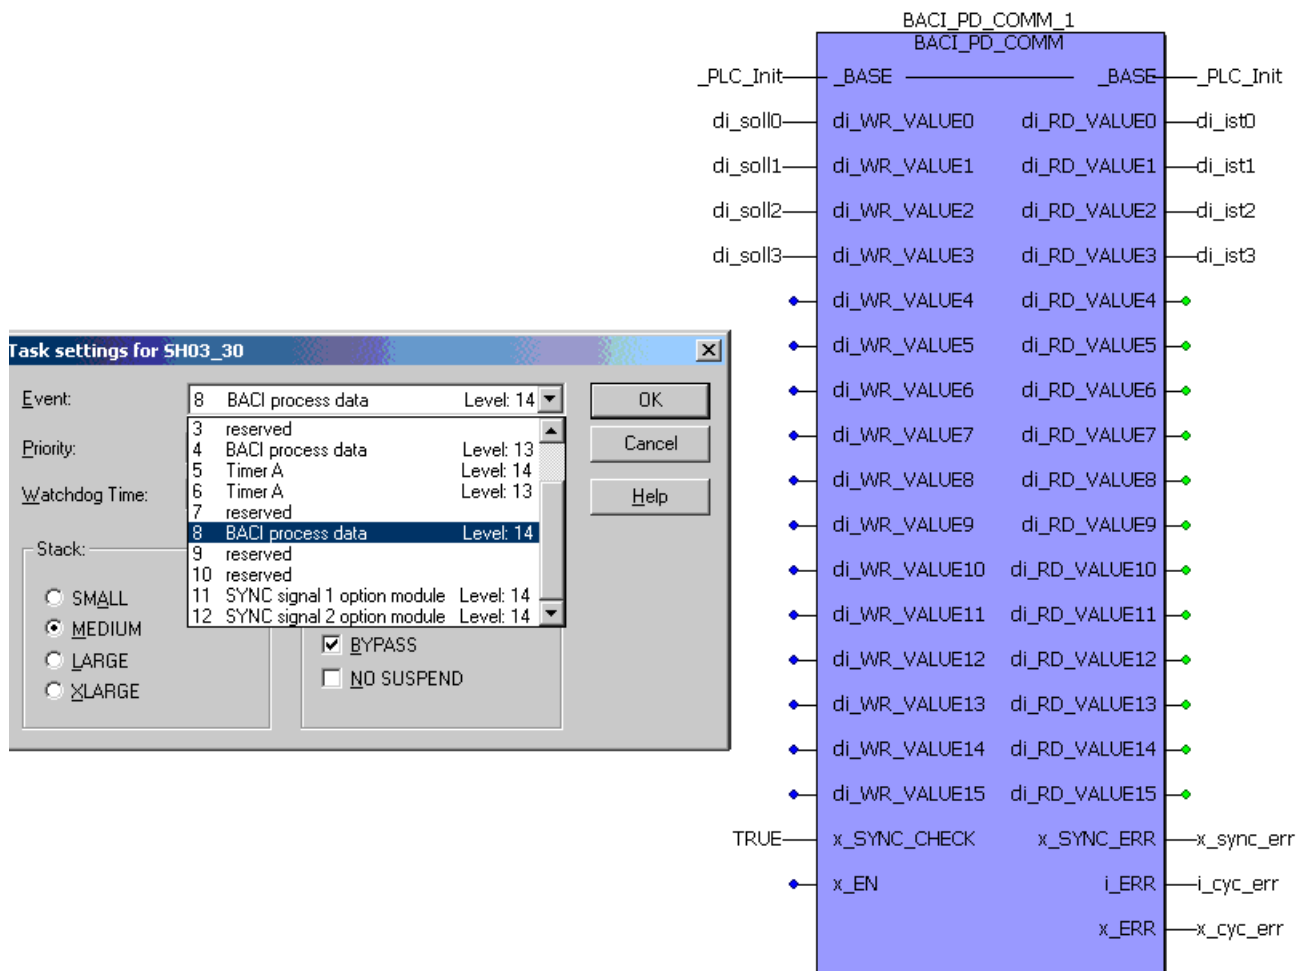 BACI_PD_COMM_1
BACI_PD_COMM
_PLC_Init _BASE _BASE _PLC_Init
di_soll0 di_WR_VALUE0 di_RD_VALUE0 di_ist0
di_soll1 di_WR_VALUE1 di_RD_VALUE1 di_ist1
di_soll2 di_WR_VALUE2 di_RD_VALUE2 di_ist2
di_soll3 di_WR_VALUE3 di_RD_VALUE3 di_ist3
di_WR_VALUE4 di_RD_VALUE4
di_WR_VALUE5 di_RD_VALUE5
di_WR_VALUE6 di_RD_VALUE6
di_WR_VALUE7 di_RD_VALUE7
di_WR_VALUE8 di_RD_VALUE8
di_WR_VALUE9 di_RD_VALUE9
di_WR_VALUE10 di_RD_VALUE10
di_WR_VALUE11 di_RD_VALUE11
di_WR_VALUE12 di_RD_VALUE12
di_WR_VALUE13 di_RD_VALUE13
di_WR_VALUE14 di_RD_VALUE14
di_WR_VALUE15 di_RD_VALUE15
TRUE x_SYNC_CHECK x_SYNC_ERR x_sync_err
x_EN i_ERR i_cyc_err
x_ERR x_cyc_err
Task settings for SH03_30
Event: 8 BACI process data Level: 14 OK
3 reserved
Priority: 4 BACI process data Level: 13 Cancel
5 Timer A Level: 14
Watchdog Time: 6 Timer A Level: 13 Help
7 reserved
8 BACI process data Level: 14
Stack: 9 reserved
10 reserved
SMALL 11 SYNC signal 1 option module Level: 14
12 SYNC signal 2 option module Level: 14
MEDIUM BYPASS
LARGE NO SUSPEND
XLARGE